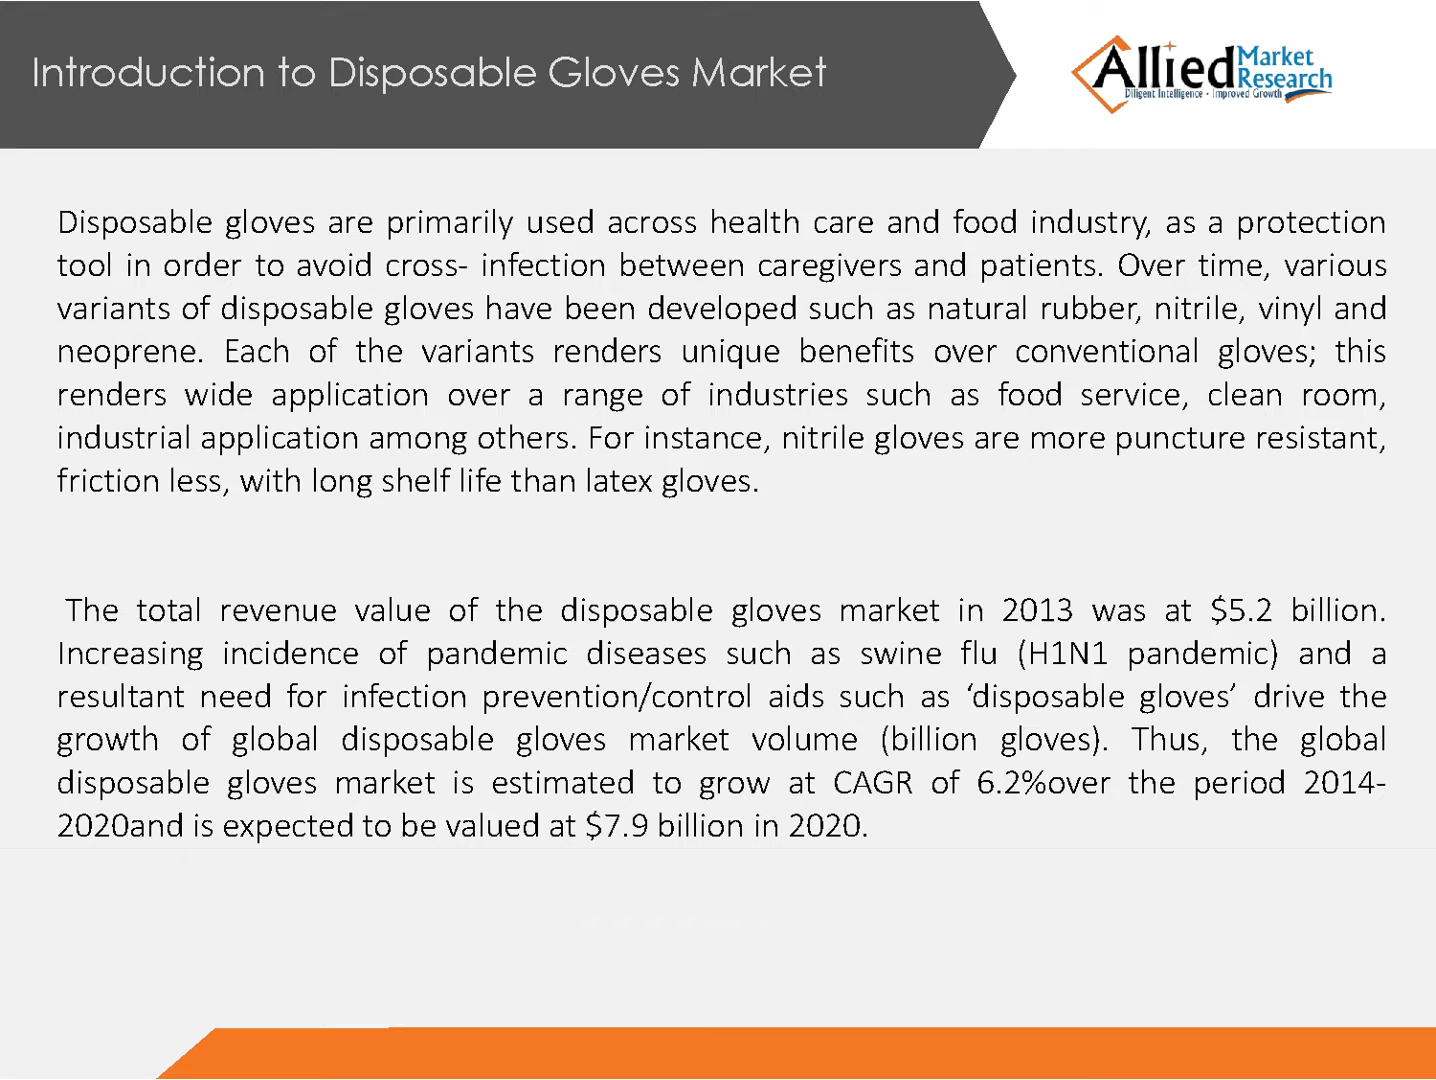 Introduction to Disposable Gloves Market
Allied Market Research
Diligent Intelligence - Improved Growth
Disposable gloves are primarily used across health care and food industry, as a protection
tool in order to avoid cross- infection between caregivers and patients. Over time, various
variants of disposable gloves have been developed such as natural rubber, nitrile, vinyl and
neoprene. Each of the variants renders unique benefits over conventional gloves; this
renders wide application over a range of industries such as food service, clean room,
industrial application among others. For instance, nitrile gloves are more puncture resistant,
friction less, with long shelf life than latex gloves.
The total revenue value of the disposable gloves market in 2013 was at $5.2 billion.
Increasing incidence of pandemic diseases such as swine flu (H1N1 pandemic) and a
resultant need for infection prevention/control aids such as ‘disposable gloves’ drive the
growth of global disposable gloves market volume (billion gloves). Thus, the global
disposable gloves market is estimated to grow at CAGR of 6.2%over the period 2014-
2020and is expected to be valued at $7.9 billion in 2020.